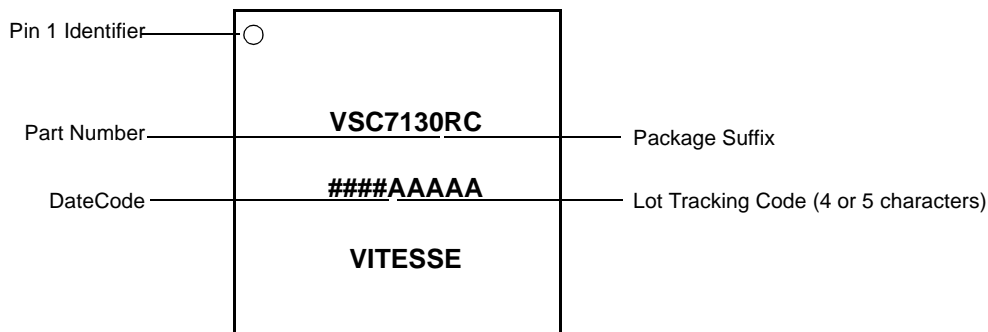 Pin 1 Identifier
VSC7130RC
Part Number
Package Suffix
####AAAAA
DateCode
Lot Tracking Code (4 or 5 characters)
VITESSE